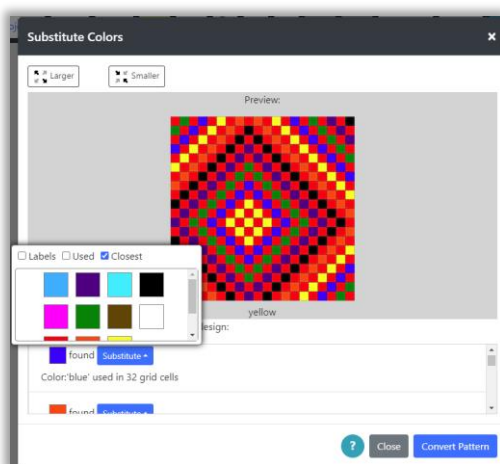 Substitute Colors ×
Larger Smaller
Preview:
yellow
Labels Used Closest
esign:
found Substitute
Color:'blue' used in 32 grid cells
found Substitute
? Close Convert Pattern